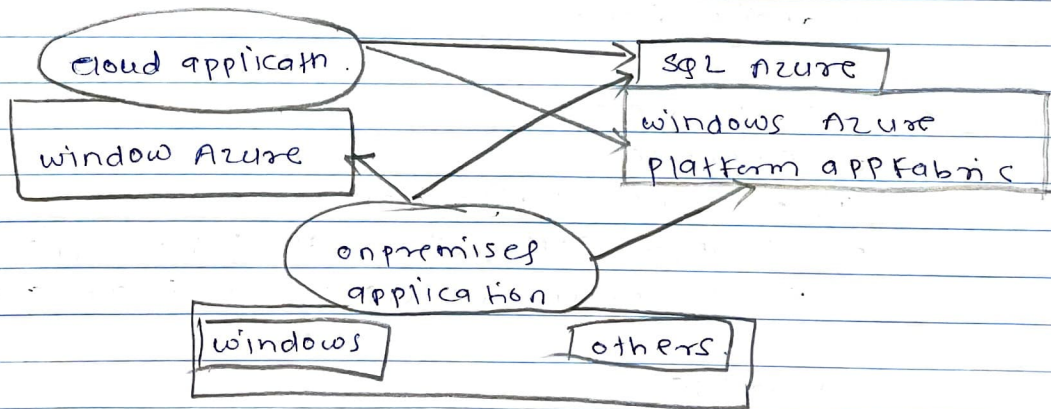 cloud applicatn.
SQL Azure
window Azure
windows Azure
platform appFabric
onpremises
application
windows
others